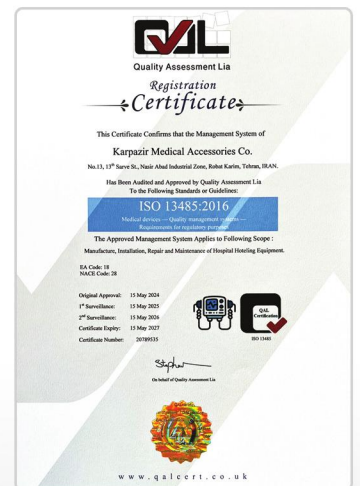 QAL
Quality Assessment Lia
Registration
Certificate
This Certificate Confirms that the Management System of
Karpazir Medical Accessories Co.
No.13, 13th Sarve St., Nasir Abad Industrial Zone, Robat Karim, Tehran, IRAN.
Has Been Audited and Approved by Quality Assessment Lia
To the Following Standards or Guidelines:
ISO 13485:2016
Medical devices — Quality management systems —
Requirements for regulatory purposes
The Approved Management System Applies to Following Scope :
Manufacture, Installation, Repair and Maintenance of Hospital Hoteling Equipment.
EA Code: 18
NACE Code: 28
Original Approval: 15 May 2024
1st Surveillance: 15 May 2025
2nd Surveillance: 15 May 2026
Certificate Expiry: 15 May 2027
Certificate Number: 20789535
QAL
Certification
ISO 13485
Stephen
On behalf of Quality Assessment Lia
www.qalcert.co.uk